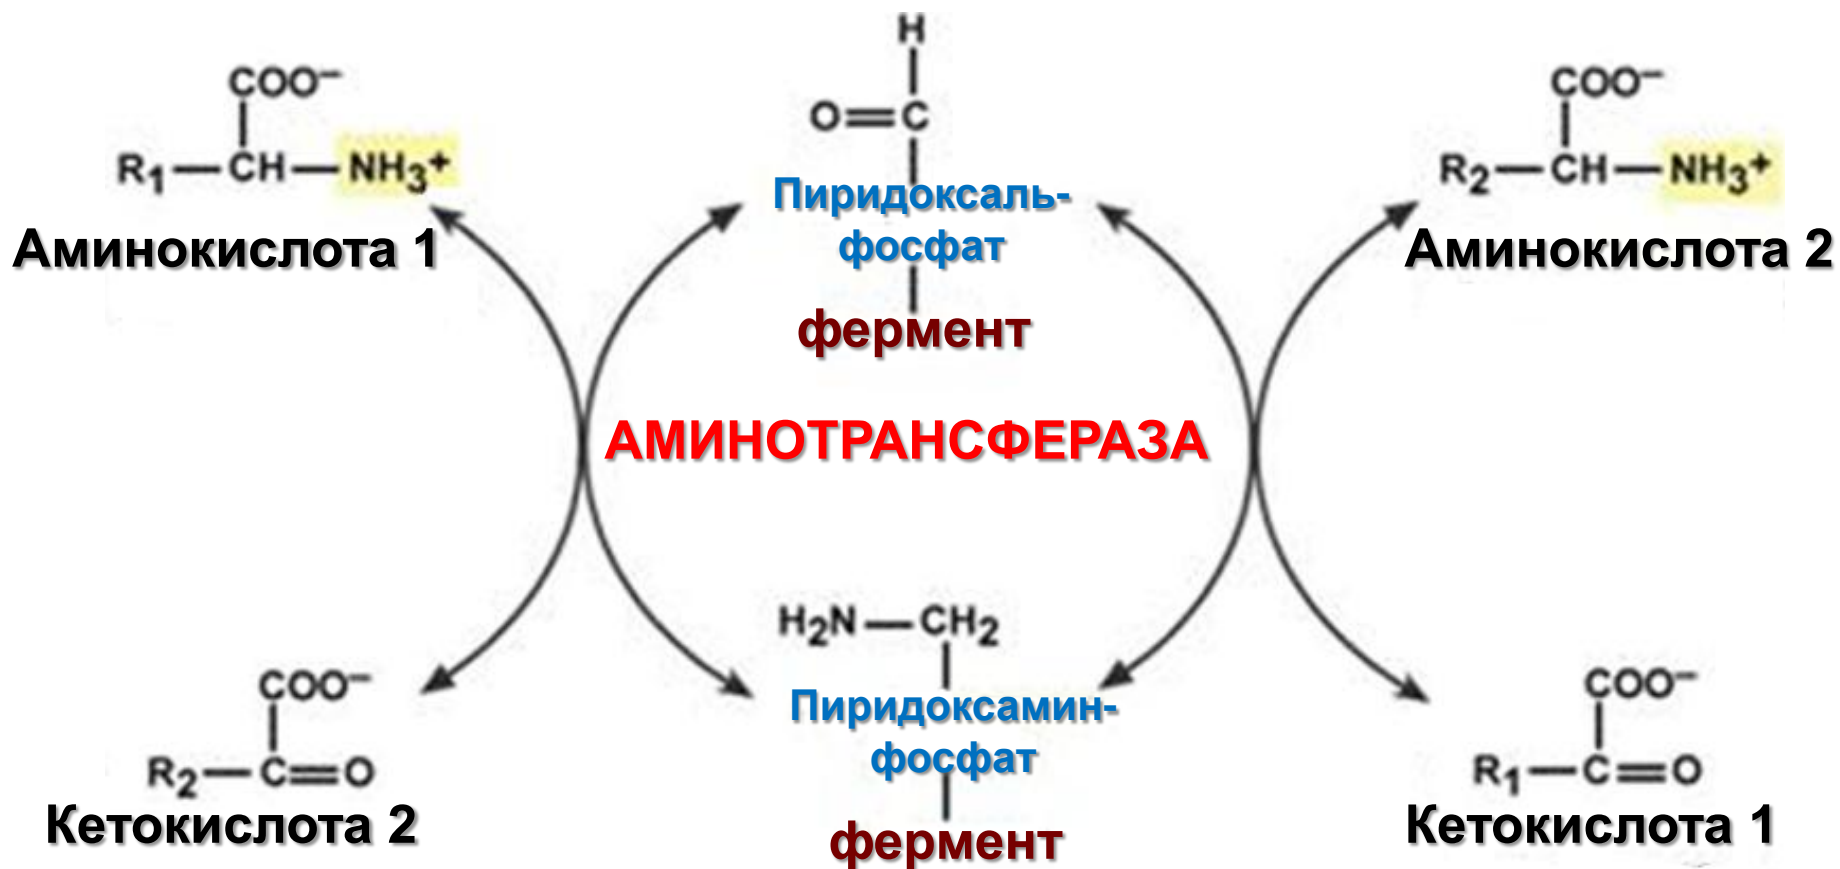 COO⁻
R₁—CH—NH₃⁺
Аминокислота 1
H
O=C
Пиридоксаль-
фосфат
фермент
COO⁻
R₂—CH—NH₃⁺
Аминокислота 2
АМИНОТРАНСФЕРАЗА
COO⁻
R₂—C=O
Кетокислота 2
H₂N—CH₂
Пиридоксамин-
фосфат
фермент
COO⁻
R₁—C=O
Кетокислота 1